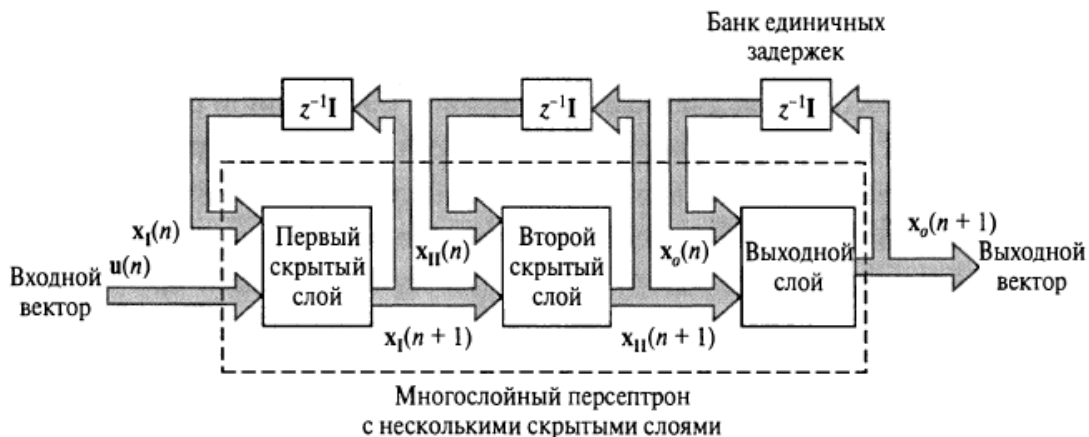 Банк единичных
задержек
z⁻¹I
z⁻¹I
z⁻¹I
x_I(n)
u(n)
Входной
вектор
Первый
скрытый
слой
x_I(n + 1)
x_II(n)
Второй
скрытый
слой
x_II(n + 1)
x_o(n)
Выходной
слой
x_o(n + 1)
Выходной
вектор
Многослойный персептрон
с несколькими скрытыми слоями